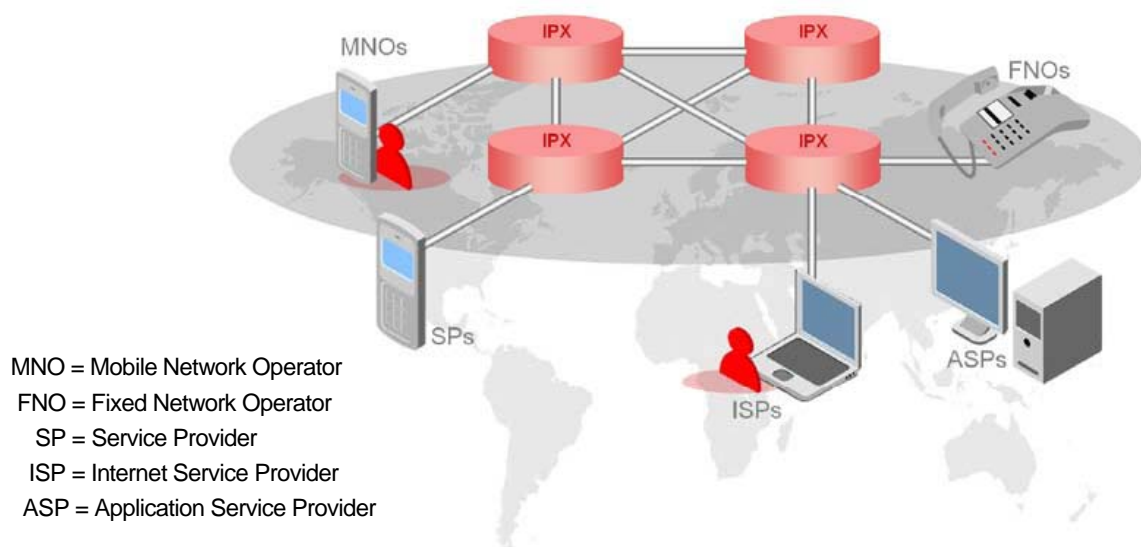 IPX
IPX
MNOs
FNOs
IPX
IPX
SPs
ASPs
ISPs
MNO = Mobile Network Operator
FNO = Fixed Network Operator
SP = Service Provider
ISP = Internet Service Provider
ASP = Application Service Provider